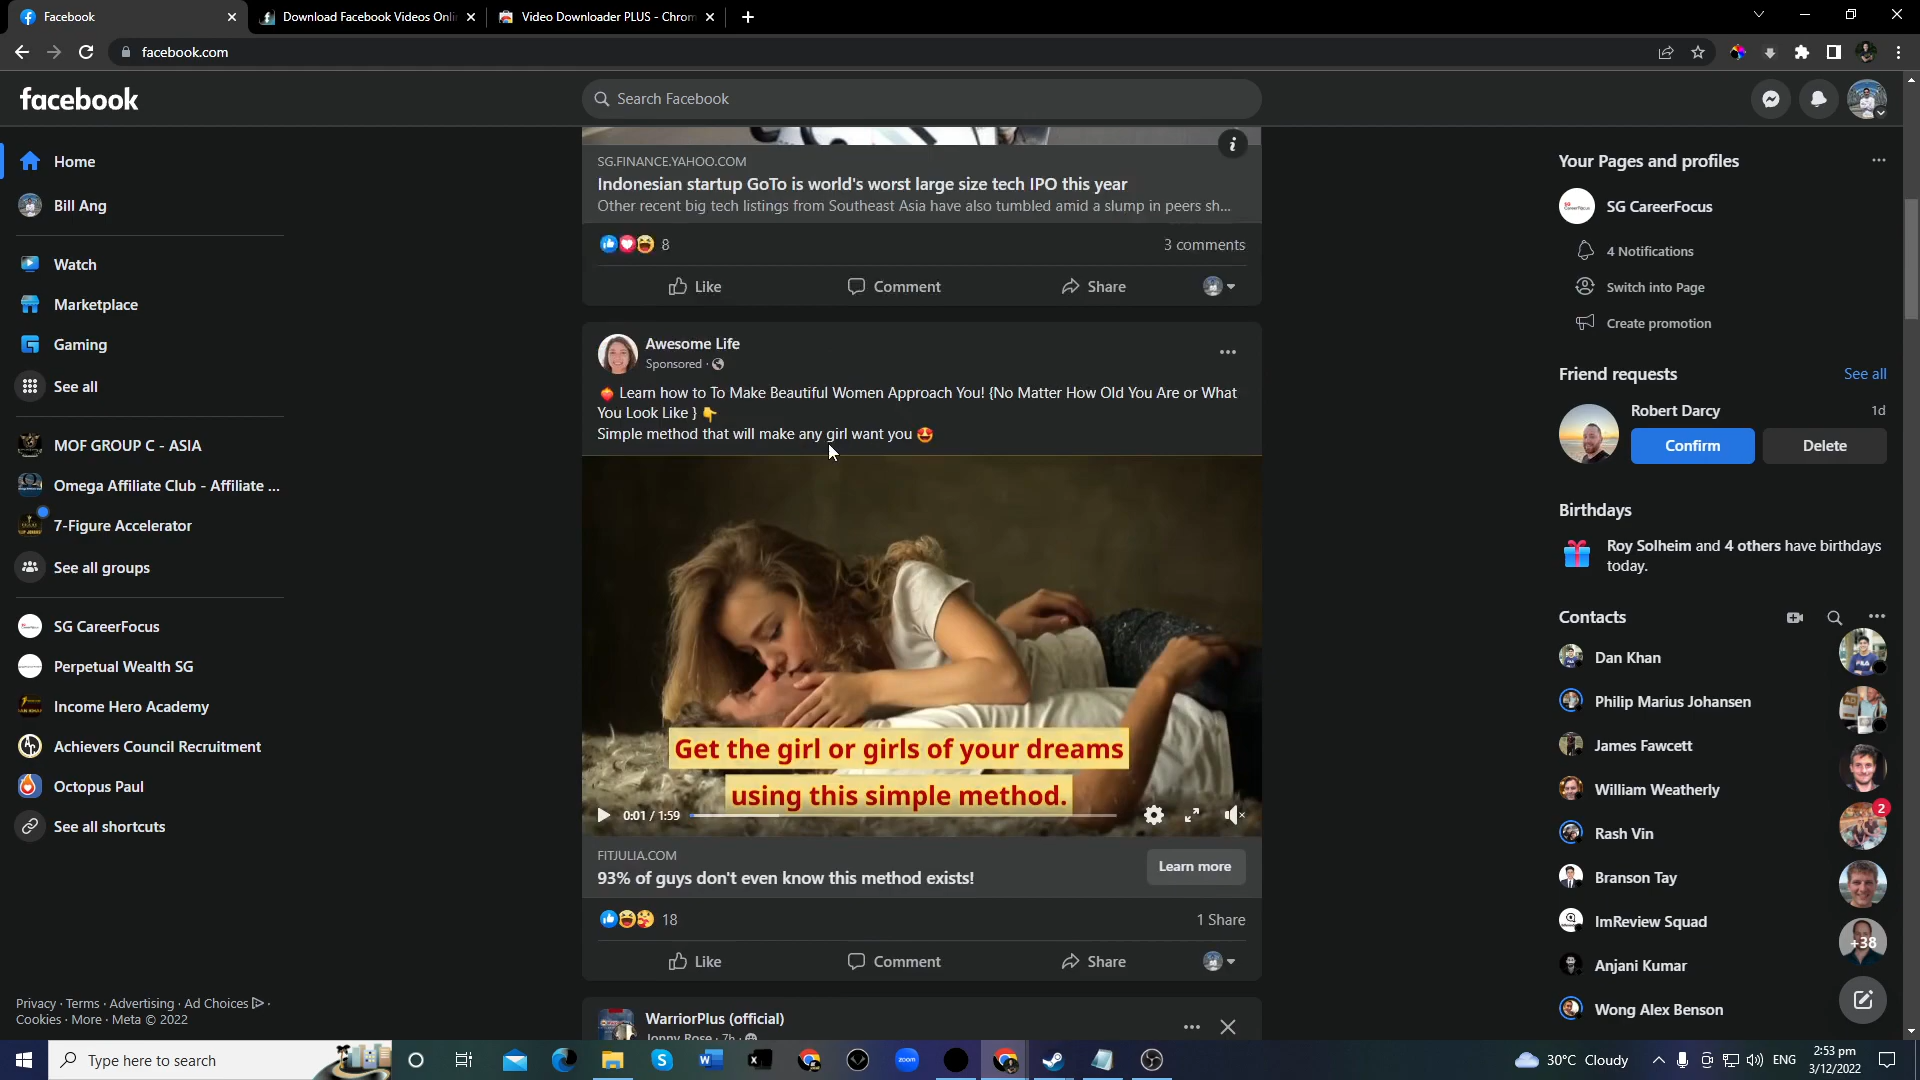 Facebook
Download Facebook Videos Onli
Video Downloader PLUS - Chrom
facebook.com
facebook
Search Facebook
Home
Bill Ang
Watch
Marketplace
Gaming
See all
MOF GROUP C - ASIA
Omega Affiliate Club - Affiliate ...
7-Figure Accelerator
See all groups
SG CareerFocus
Perpetual Wealth SG
Income Hero Academy
Achievers Council Recruitment
Octopus Paul
See all shortcuts
Privacy · Terms · Advertising · Ad Choices ·
Cookies · More · Meta © 2022
SG.FINANCE.YAHOO.COM
Indonesian startup GoTo is world's worst large size tech IPO this year
Other recent big tech listings from Southeast Asia have also tumbled amid a slump in peers sh...
8
3 comments
Like
Comment
Share
Awesome Life
Sponsored ·
🍓 Learn how to To Make Beautiful Women Approach You! {No Matter How Old You Are or What
You Look Like } 👇
Simple method that will make any girl want you 🤩
Get the girl or girls of your dreams
using this simple method.
0:01 / 1:59
FITJULIA.COM
93% of guys don't even know this method exists!
Learn more
18
1 Share
Like
Comment
Share
WarriorPlus (official)
Jonny Rose · 7h ·
Your Pages and profiles
SG CareerFocus
4 Notifications
Switch into Page
Create promotion
Friend requests
See all
Robert Darcy
1d
Confirm
Delete
Birthdays
Roy Solheim and 4 others have birthdays
today.
Contacts
Dan Khan
Philip Marius Johansen
James Fawcett
William Weatherly
Rash Vin
Branson Tay
ImReview Squad
Anjani Kumar
Wong Alex Benson
2
+38
Type here to search
zoom
30°C Cloudy
ENG
2:53 pm
3/12/2022